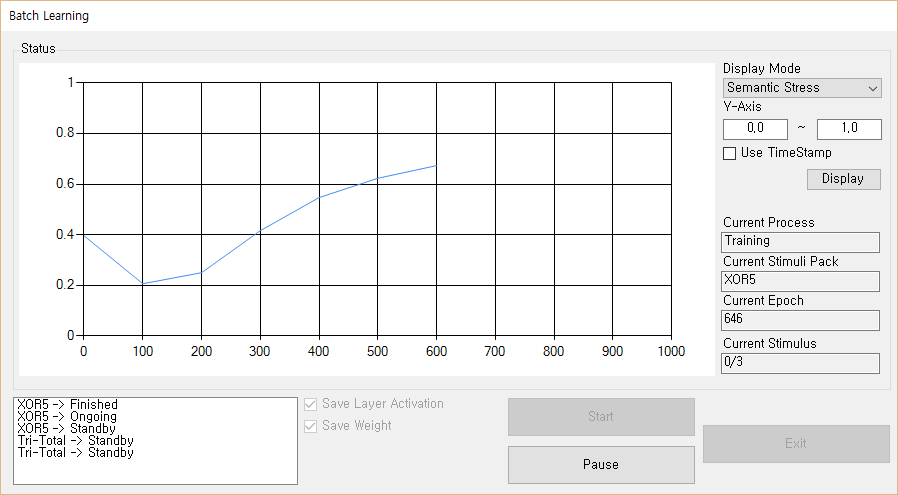 Batch Learning
Status
1
0.8
0.6
0.4
0.2
0
0 100 200 300 400 500 600 700 800 900 1000
Display Mode
Semantic Stress
Y-Axis
0.0 ~ 1.0
Use TimeStamp
Display
Current Process
Training
Current Stimuli Pack
XOR5
Current Epoch
646
Current Stimulus
0/3
XOR5 -> Finished
XOR5 -> Ongoing
XOR5 -> Standby
Tri-Total -> Standby
Tri-Total -> Standby
Save Layer Activation
Save Weight
Start
Pause
Exit